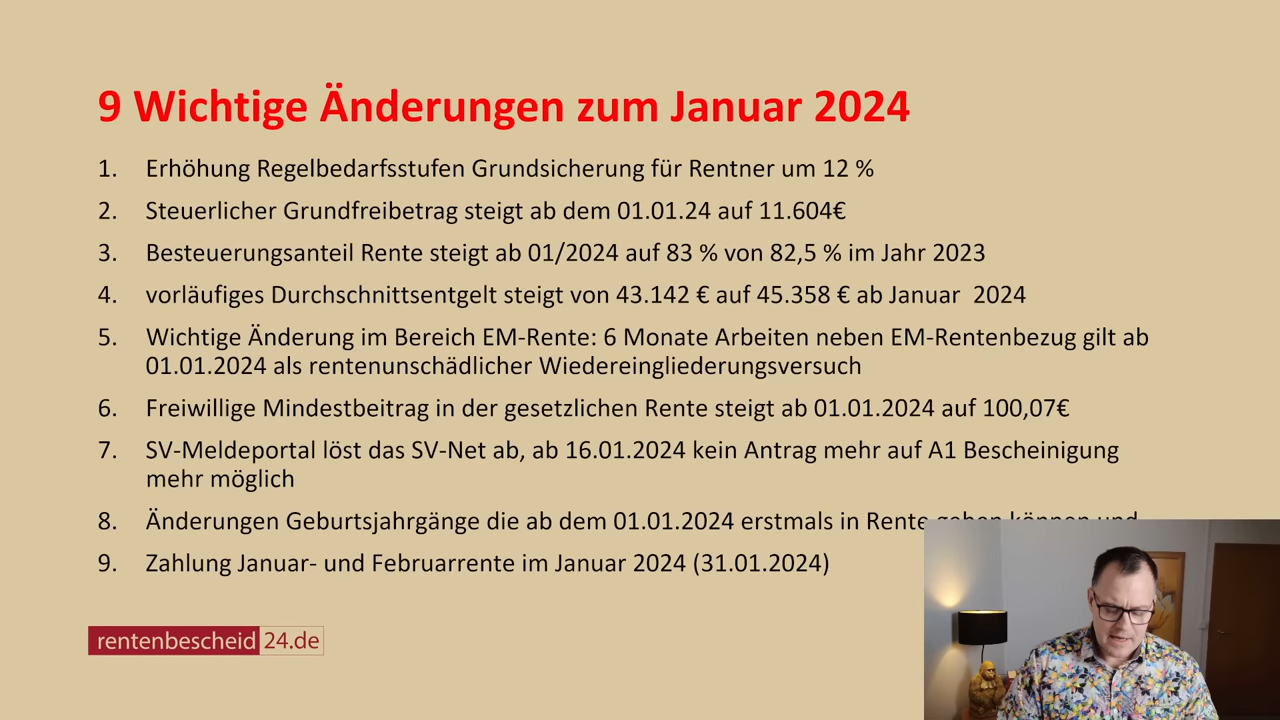 9 Wichtige Änderungen zum Januar 2024
1. Erhöhung Regelbedarfsstufen Grundsicherung für Rentner um 12 %
2. Steuerlicher Grundfreibetrag steigt ab dem 01.01.24 auf 11.604€
3. Besteuerungsanteil Rente steigt ab 01/2024 auf 83 % von 82,5 % im Jahr 2023
4. vorläufiges Durchschnittsentgelt steigt von 43.142 € auf 45.358 € ab Januar 2024
5. Wichtige Änderung im Bereich EM-Rente: 6 Monate Arbeiten neben EM-Rentenbezug gilt ab
01.01.2024 als rentenunschädlicher Wiedereingliederungsversuch
6. Freiwillige Mindestbeitrag in der gesetzlichen Rente steigt ab 01.01.2024 auf 100,07€
7. SV-Meldeportal löst das SV-Net ab, ab 16.01.2024 kein Antrag mehr auf A1 Bescheinigung
mehr möglich
8. Änderungen Geburtsjahrgänge die ab dem 01.01.2024 erstmals in Rente gehen können und
9. Zahlung Januar- und Februarrente im Januar 2024 (31.01.2024)
rentenbescheid 24.de